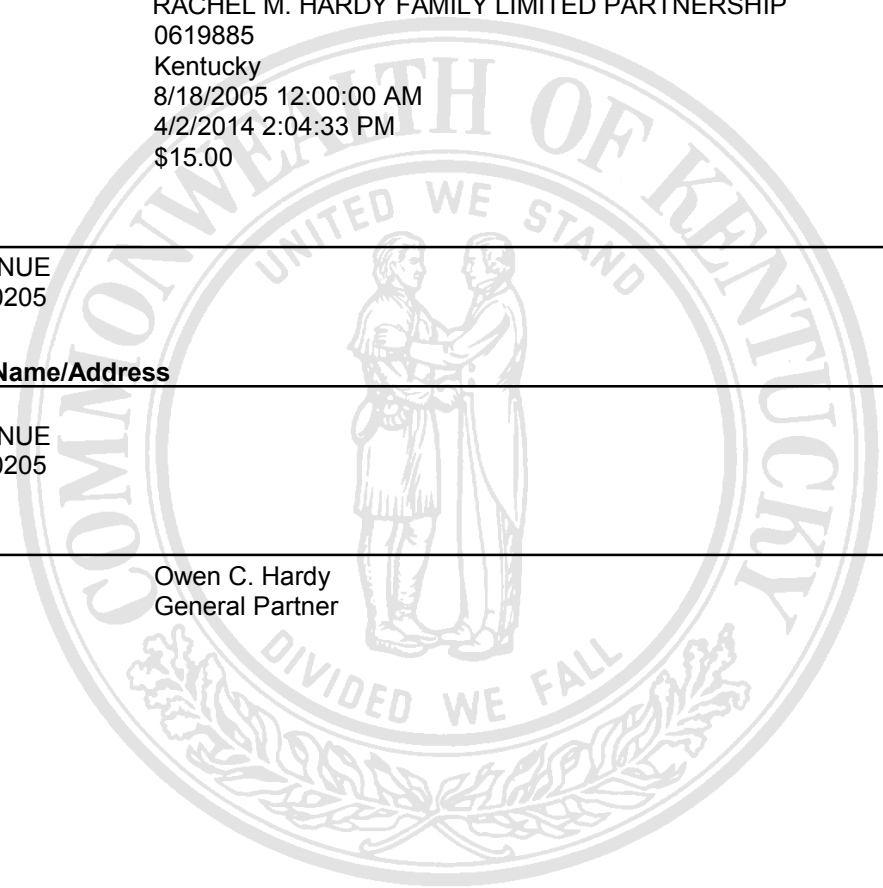 RACHEL M. HARDY FAMILY LIMITED PARTNERSHIP
0619885
Kentucky
8/18/2005 12:00:00 AM
4/2/2014 2:04:33 PM
$15.00
COMMONWEALTH OF KENTUCKY
UNITED WE STAND
NUE
0205
Name/Address
NUE
0205
Owen C. Hardy
General Partner
DIVIDED WE FALL